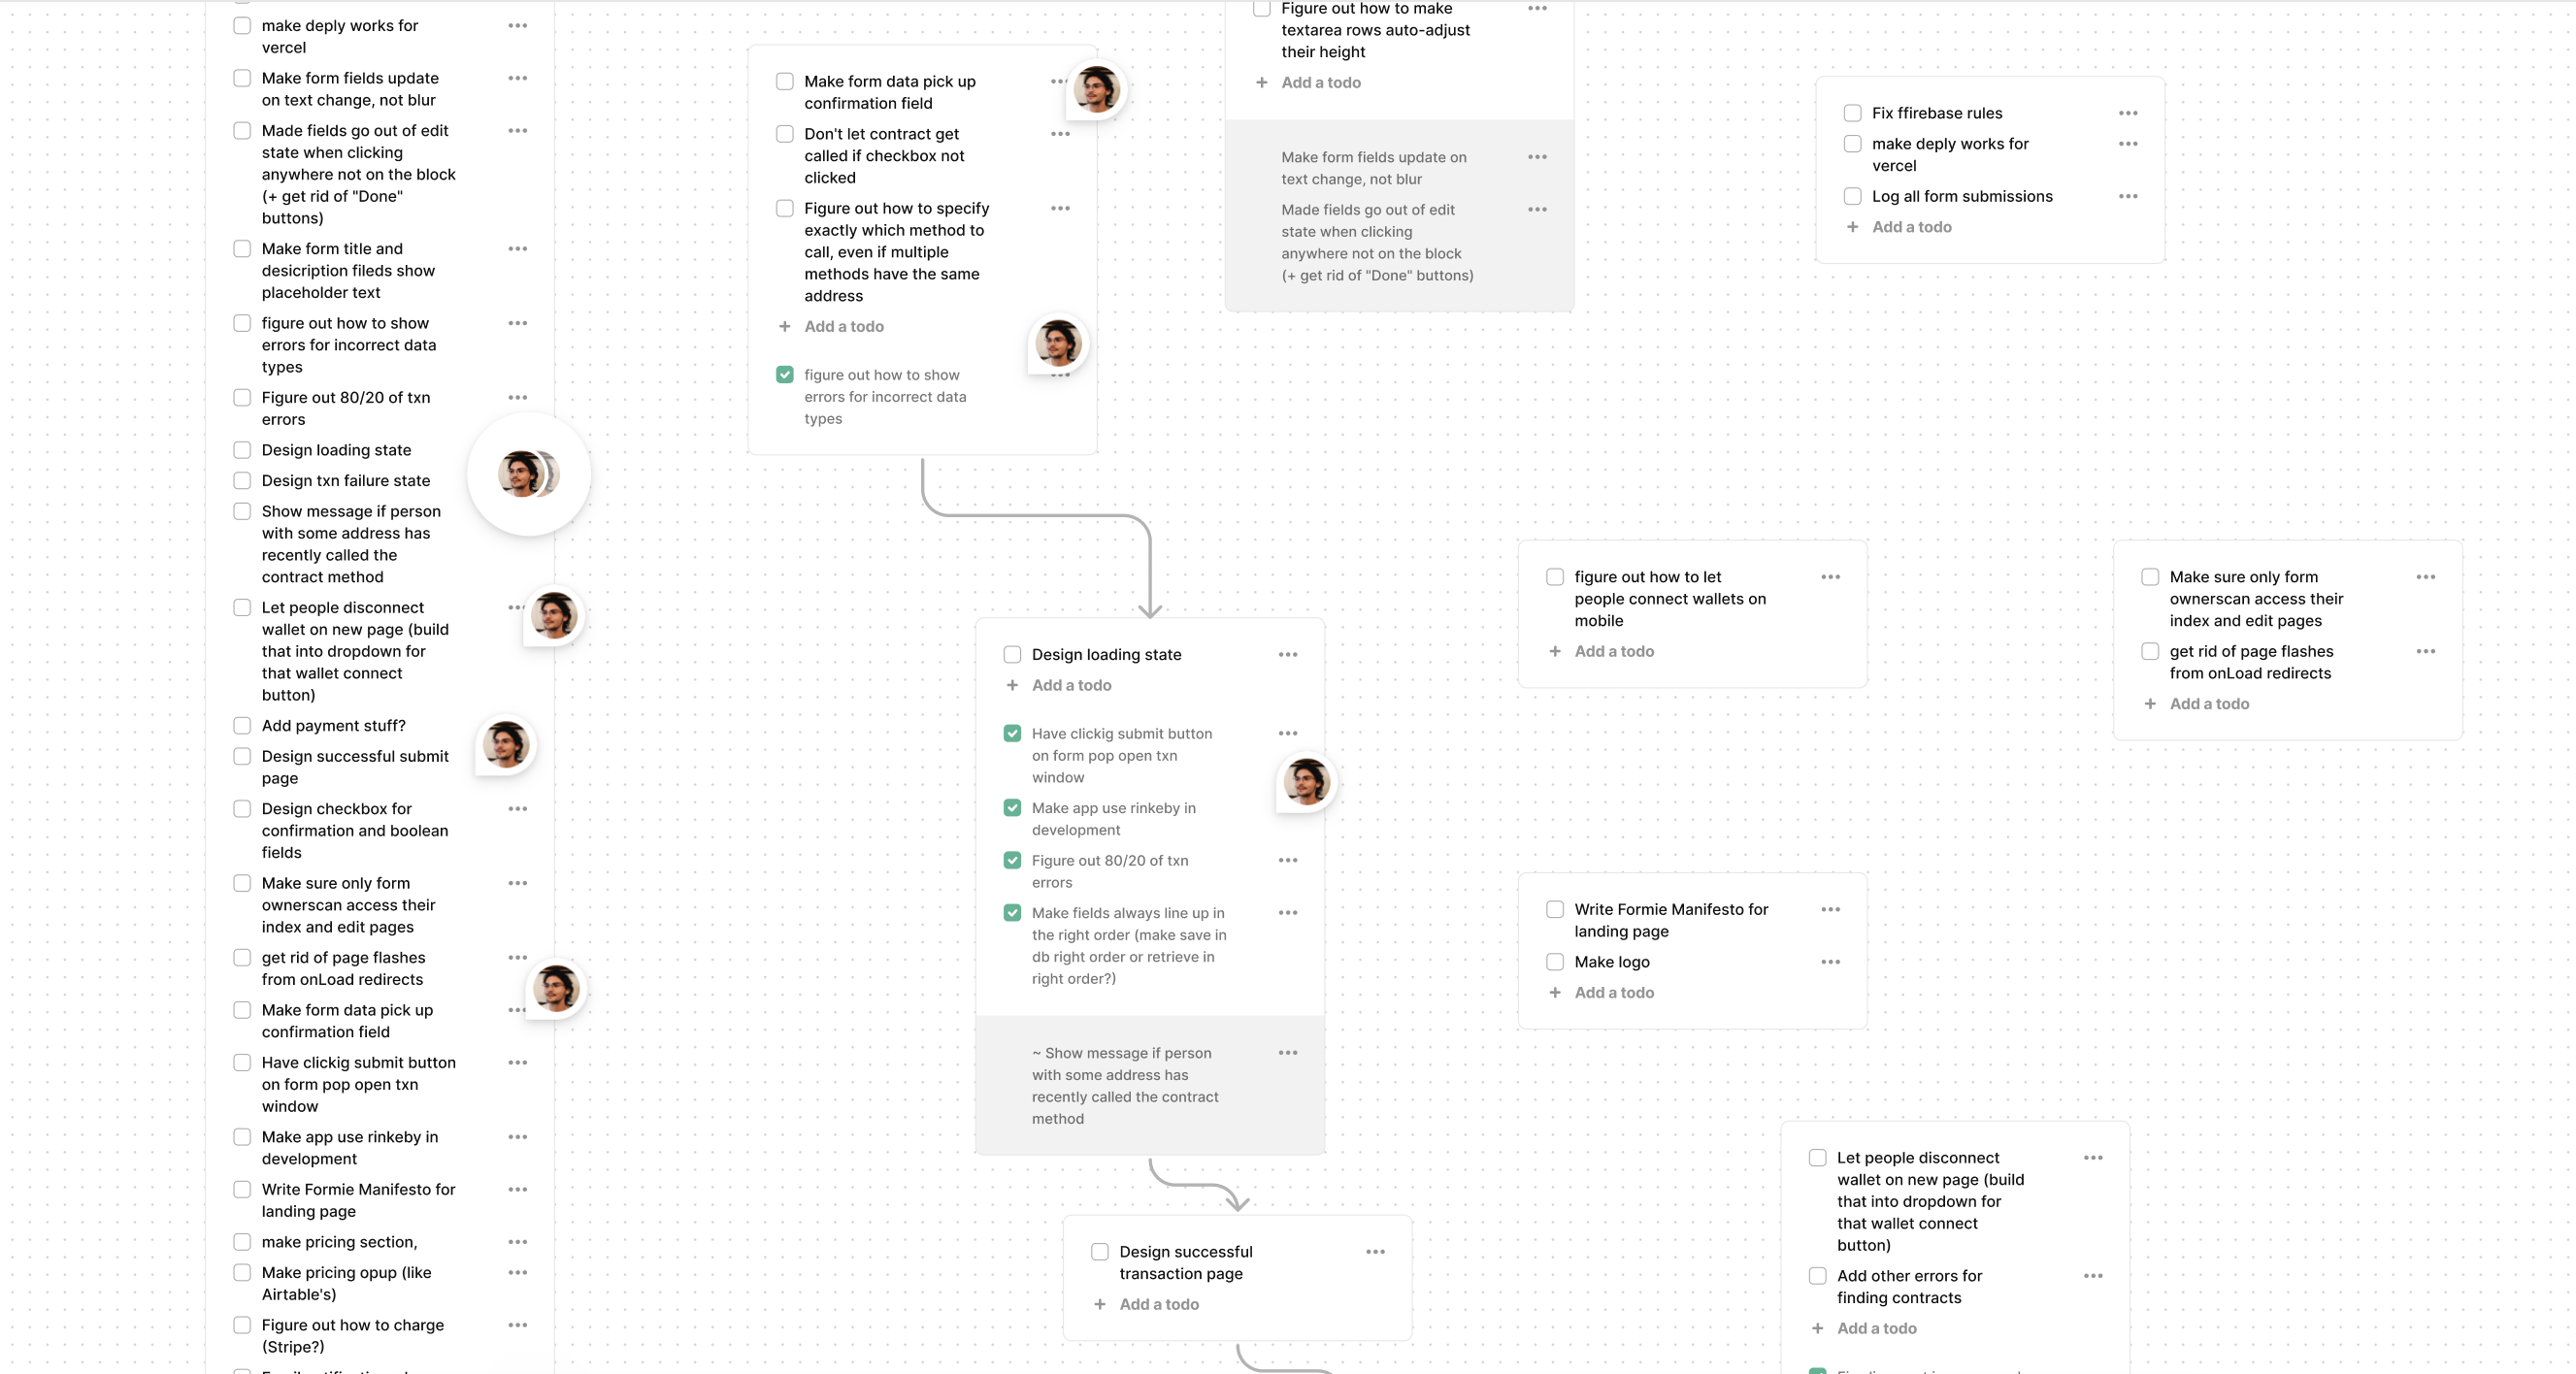 make deply works for
vercel
Make form fields update
on text change, not blur
Made fields go out of edit
state when clicking
anywhere not on the block
(+ get rid of "Done"
buttons)
Make form title and
desicription fileds show
placeholder text
figure out how to show
errors for incorrect data
types
Figure out 80/20 of txn
errors
Design loading state
Design txn failure state
Show message if person
with some address has
recently called the
contract method
Let people disconnect
wallet on new page (build
that into dropdown for
that wallet connect
button)
Add payment stuff?
Design successful submit
page
Design checkbox for
confirmation and boolean
fields
Make sure only form
ownerscan access their
index and edit pages
get rid of page flashes
from onLoad redirects
Make form data pick up
confirmation field
Have clickig submit button
on form pop open txn
window
Make app use rinkeby in
development
Write Formie Manifesto for
landing page
make pricing section,
Make pricing opup (like
Airtable's)
Figure out how to charge
(Stripe?)
Make form data pick up
confirmation field
Don't let contract get
called if checkbox not
clicked
Figure out how to specify
exactly which method to
call, even if multiple
methods have the same
address
+ Add a todo
figure out how to show
errors for incorrect data
types
Figure out how to make
textarea rows auto-adjust
their height
+ Add a todo
Make form fields update on
text change, not blur
Made fields go out of edit
state when clicking
anywhere not on the block
(+ get rid of "Done" buttons)
Fix ffirebase rules
make deply works for
vercel
Log all form submissions
+ Add a todo
Design loading state
+ Add a todo
Have clickig submit button
on form pop open txn
window
Make app use rinkeby in
development
Figure out 80/20 of txn
errors
Make fields always line up in
the right order (make save in
db right order or retrieve in
right order?)
~ Show message if person
with some address has
recently called the contract
method
Design successful
transaction page
+ Add a todo
figure out how to let
people connect wallets on
mobile
+ Add a todo
Make sure only form
ownerscan access their
index and edit pages
get rid of page flashes
from onLoad redirects
+ Add a todo
Write Formie Manifesto for
landing page
Make logo
+ Add a todo
Let people disconnect
wallet on new page (build
that into dropdown for
that wallet connect
button)
Add other errors for
finding contracts
+ Add a todo